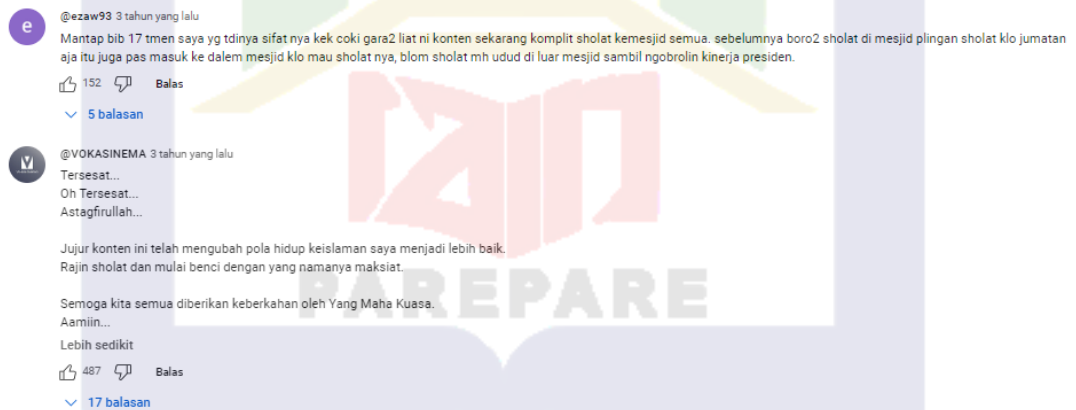 e
@ezaw93 3 tahun yang lalu
Mantap bib 17 tmen saya yg tdinya sifat nya kek coki gara2 liat ni konten sekarang komplit sholat kemesjid semua. sebelumnya boro2 sholat di mesjid plingan sholat klo jumatan
aja itu juga pas masuk ke dalem mesjid klo mau sholat nya, blom sholat mh udud di luar mesjid sambil ngobrolin kinerja presiden.
152 Balas
5 balasan
@VOKASINEMA 3 tahun yang lalu
Tersesat...
Oh Tersesat...
Astagfirullah...
Jujur konten ini telah mengubah pola hidup keislaman saya menjadi lebih baik.
Rajin sholat dan mulai benci dengan yang namanya maksiat.
Semoga kita semua diberikan keberkahan oleh Yang Maha Kuasa.
Aamiin...
Lebih sedikit
487 Balas
17 balasan
PAREPARE